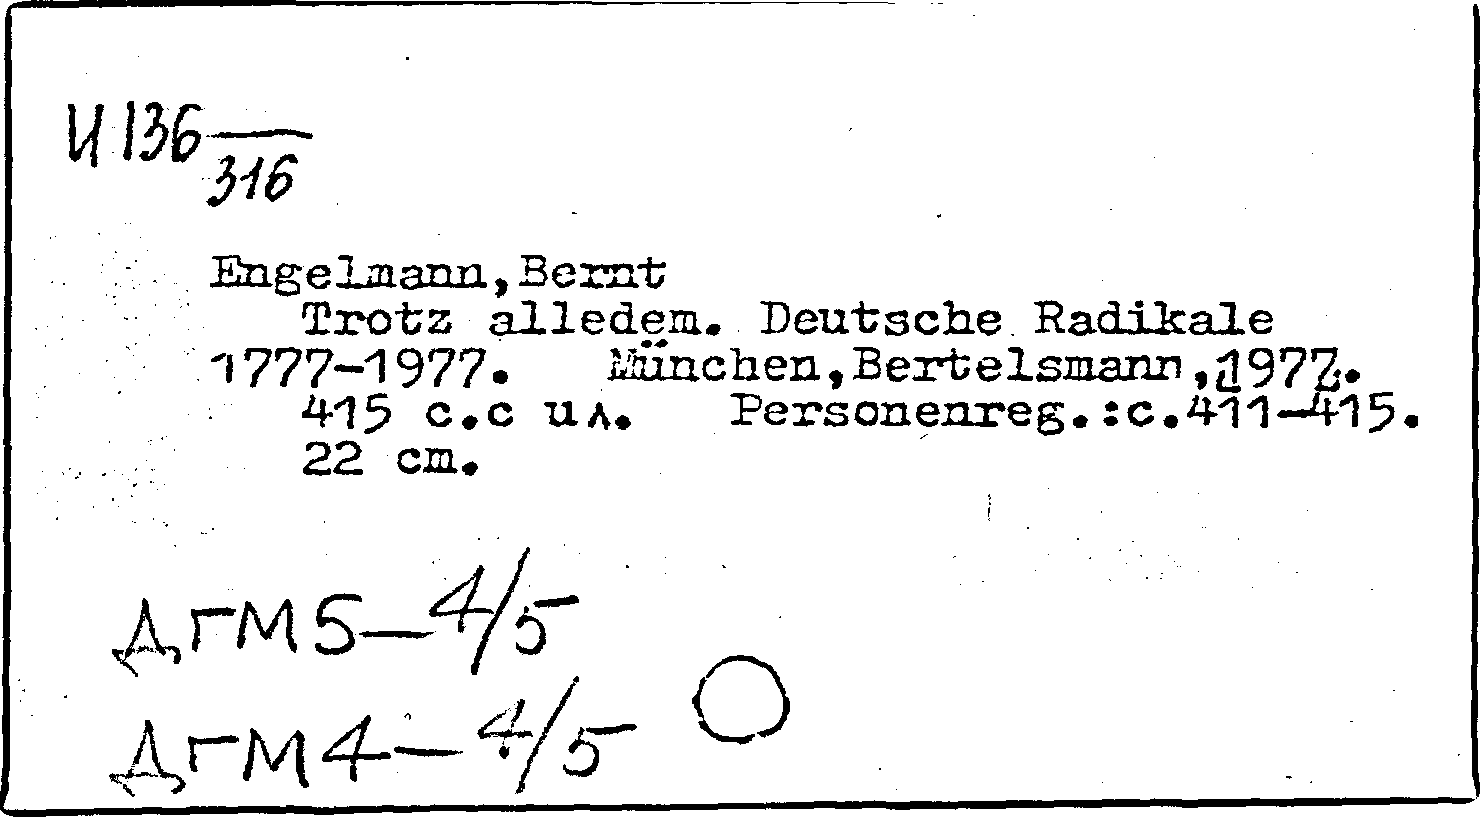 И 136
316
Engelmann,Bernt
Trotz alledem. Deutsche Radikale
1777-1977. München,Bertelsmann,1977.
415 c.c ил. Personenreg.:c.411-415.
22 cm.
ДГМ5-4/5
ДГМ4-4/5